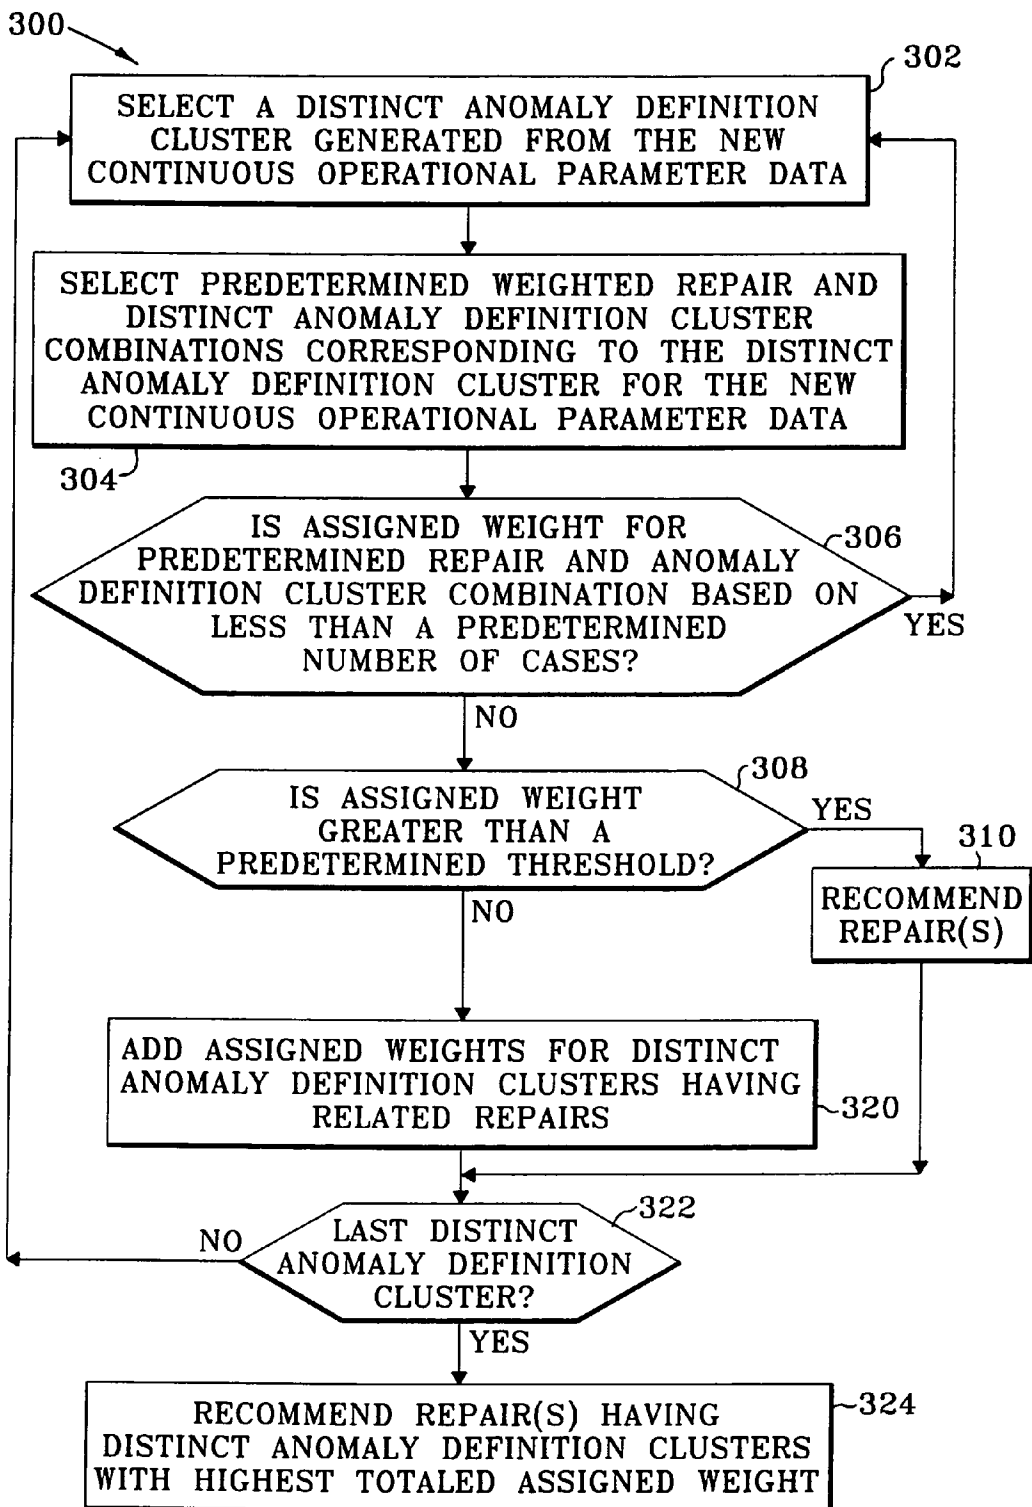 300
302
SELECT A DISTINCT ANOMALY DEFINITION
CLUSTER GENERATED FROM THE NEW
CONTINUOUS OPERATIONAL PARAMETER DATA
SELECT PREDETERMINED WEIGHTED REPAIR AND
DISTINCT ANOMALY DEFINITION CLUSTER
COMBINATIONS CORRESPONDING TO THE DISTINCT
ANOMALY DEFINITION CLUSTER FOR THE NEW
CONTINUOUS OPERATIONAL PARAMETER DATA
304
IS ASSIGNED WEIGHT FOR
PREDETERMINED REPAIR AND ANOMALY
DEFINITION CLUSTER COMBINATION BASED ON
LESS THAN A PREDETERMINED
NUMBER OF CASES?
306
YES
NO
308
IS ASSIGNED WEIGHT
GREATER THAN A
PREDETERMINED THRESHOLD?
YES
310
RECOMMEND
REPAIR(S)
NO
ADD ASSIGNED WEIGHTS FOR DISTINCT
ANOMALY DEFINITION CLUSTERS HAVING
RELATED REPAIRS
320
322
LAST DISTINCT
ANOMALY DEFINITION
CLUSTER?
NO
YES
RECOMMEND REPAIR(S) HAVING
DISTINCT ANOMALY DEFINITION CLUSTERS
WITH HIGHEST TOTALED ASSIGNED WEIGHT
324